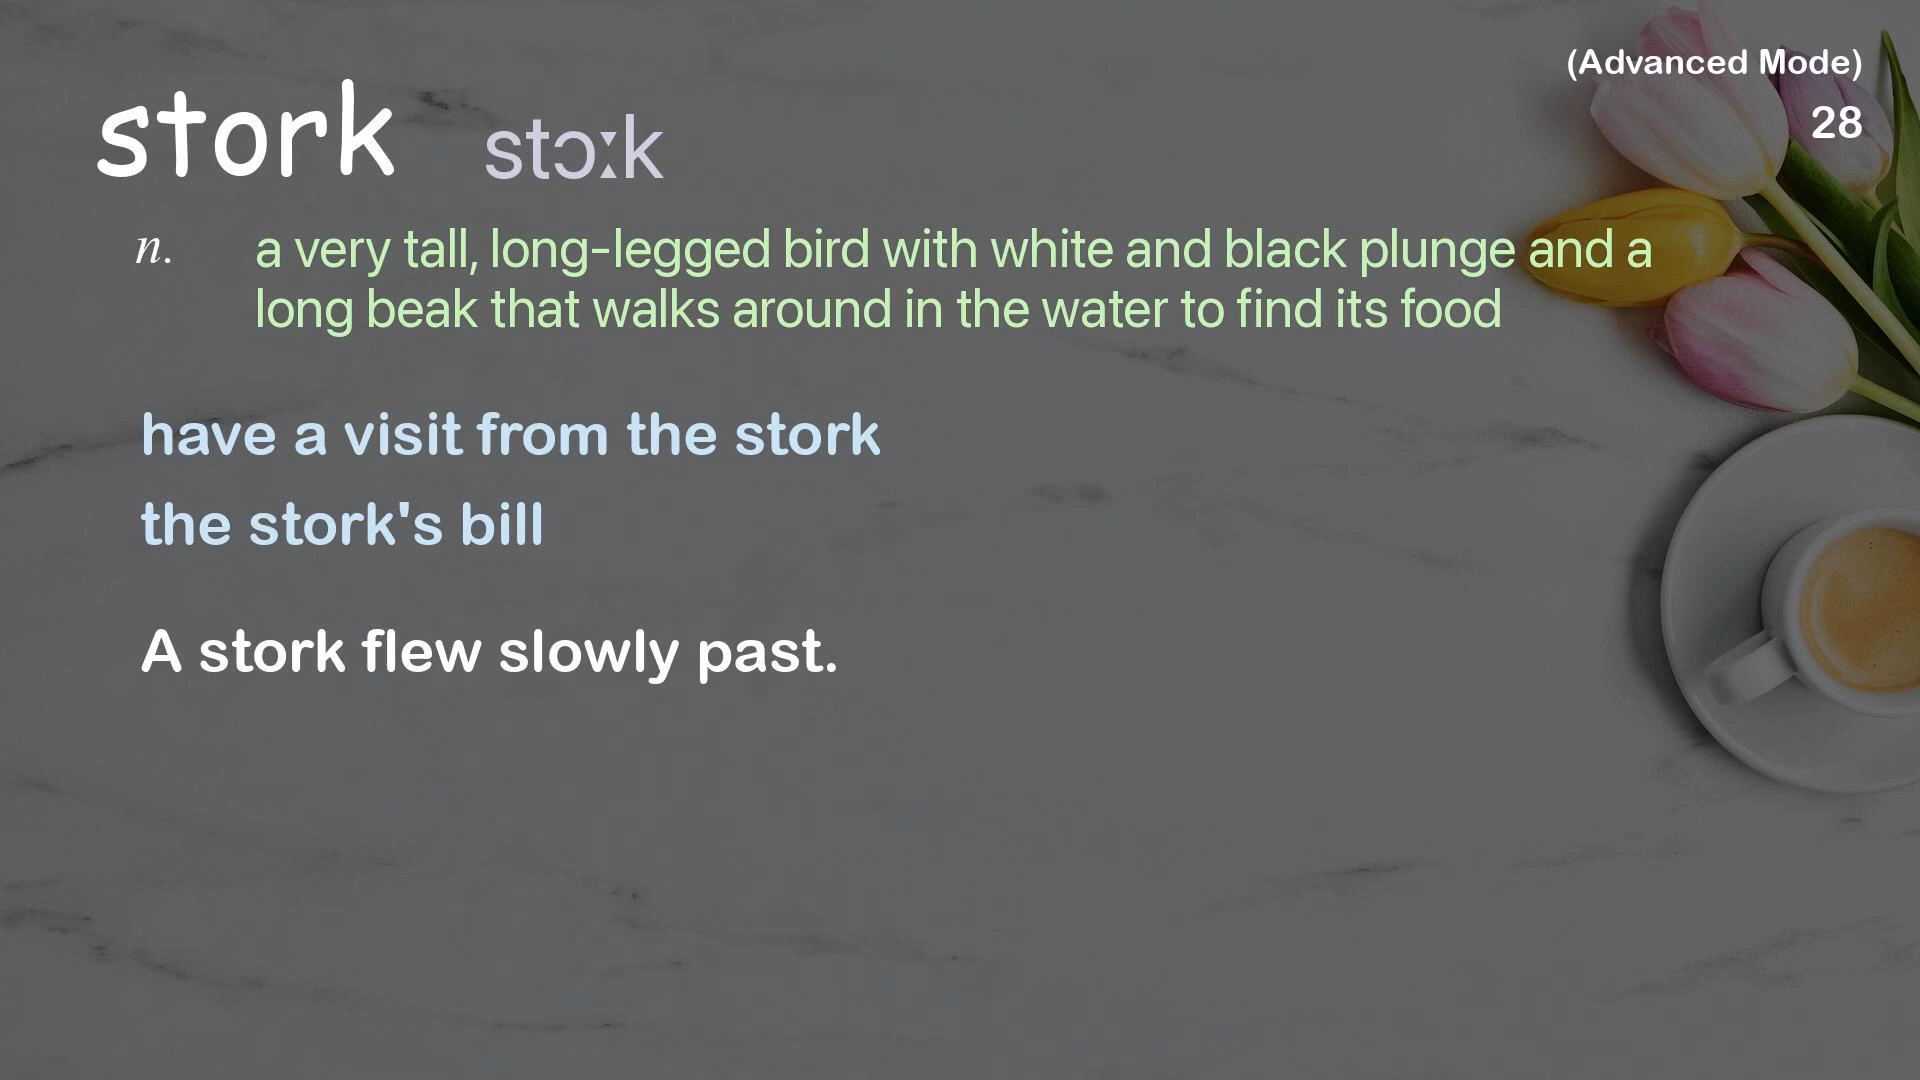 (Advanced Mode)
28
stork stɔːk
n. a very tall, long-legged bird with white and black plunge and a
long beak that walks around in the water to find its food
have a visit from the stork
the stork's bill
A stork flew slowly past.